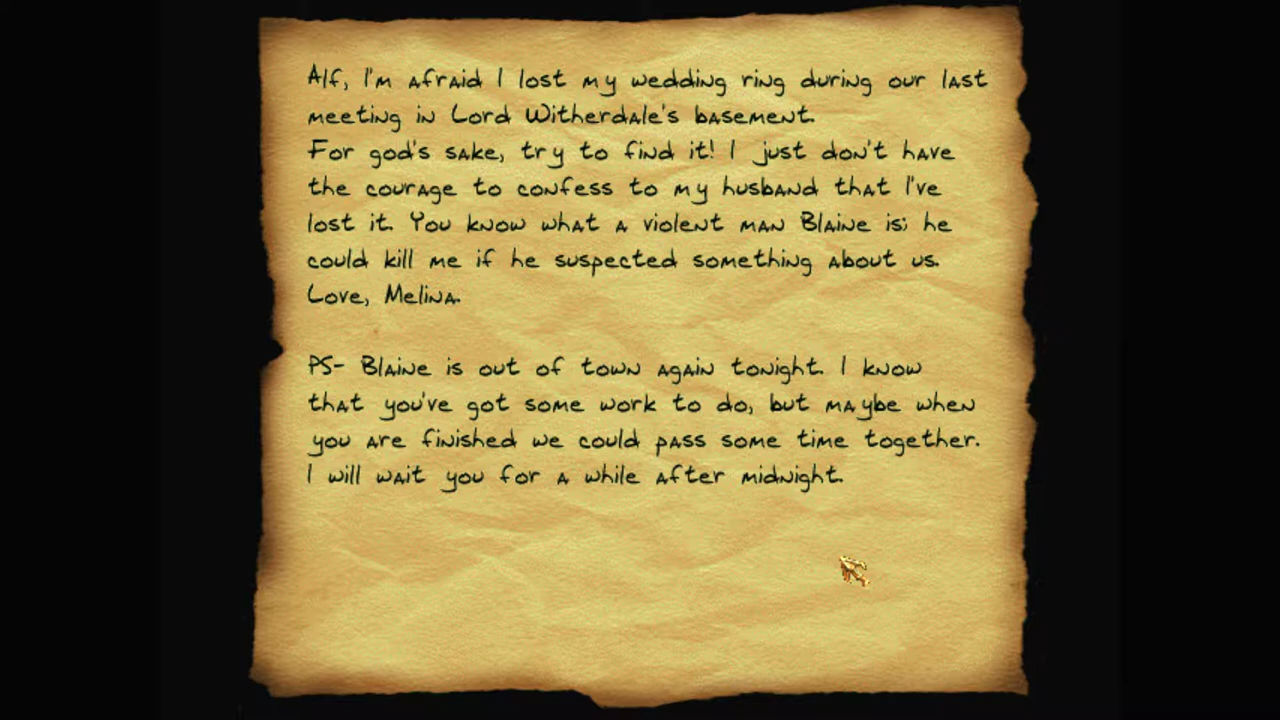 Alf, I'm afraid I lost my wedding ring during our last
meeting in Lord Witherdale's basement.
For god's sake, try to find it! I just don't have
the courage to confess to my husband that I've
lost it. You know what a violent man Blaine is; he
could kill me if he suspected something about us.
Love, Melina.
PS- Blaine is out of town again tonight. I know
that you've got some work to do, but maybe when
you are finished we could pass some time together.
I will wait you for a while after midnight.